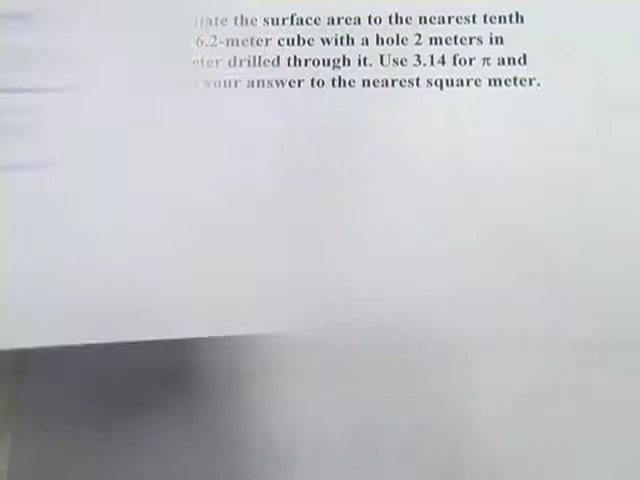 the surface area to the nearest tenth
6.2-meter cube with a hole 2 meters in
drilled through it. Use 3.14 for π and
your answer to the nearest square meter.